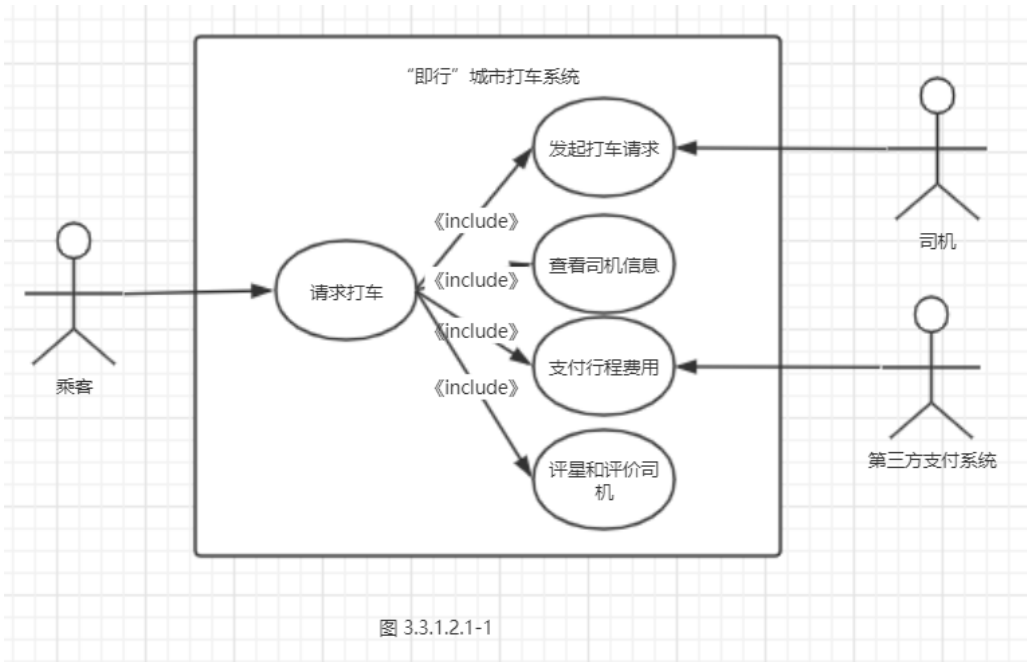 “即行”城市打车系统
发起打车请求
《include》
司机
查看司机信息
《include》
请求打车
《include》
支付行程费用
乘客
《include》
第三方支付系统
评星和评价司
机
图 3.3.1.2.1-1